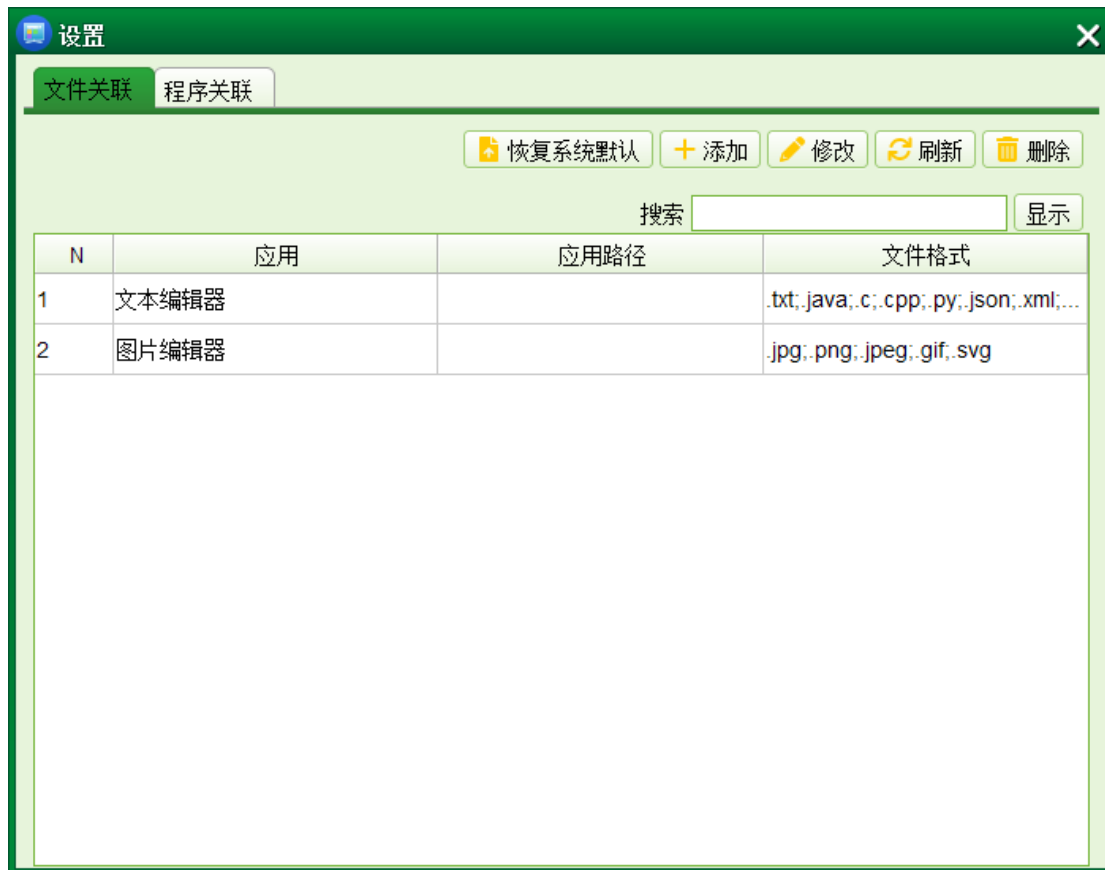 设置
文件关联 程序关联
恢复系统默认 添加 修改 刷新 删除
搜索 显示
N 应用 应用路径 文件格式
1 文本编辑器 .txt;.java;.c;.cpp;.py;.json;.xml;...
2 图片编辑器 .jpg;.png;.jpeg;.gif;.svg